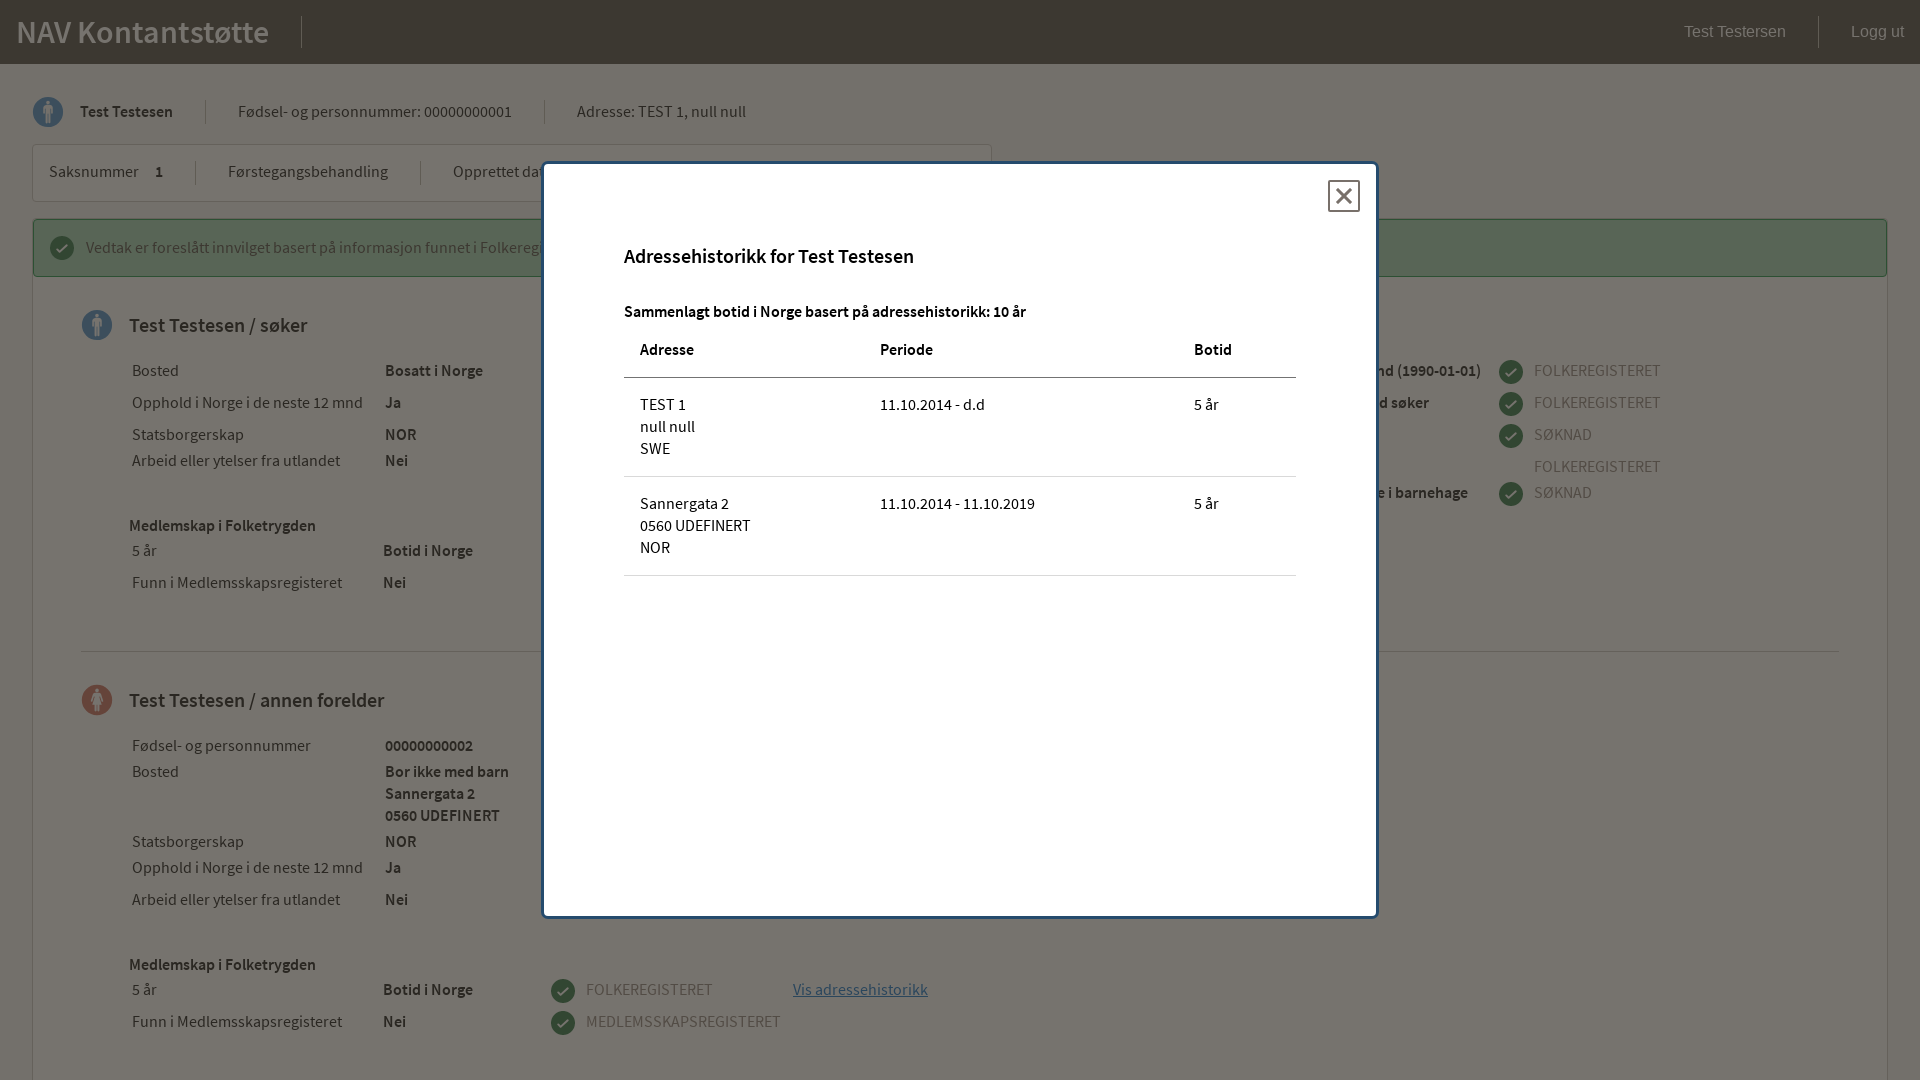 NAV Kontantstøtte
Test Testersen
Logg ut
Test Testesen
Fødsel- og personnummer: 00000000001
Adresse: TEST 1, null null
Saksnummer 1
Førstegangsbehandling
Opprettet dat
Vedtak er foreslått innvilget basert på informasjon funnet i Folkeregi
Adressehistorikk for Test Testesen
Sammenlagt botid i Norge basert på adressehistorikk: 10 år
Adresse Periode Botid
TEST 1 11.10.2014 - d.d 5 år
null null
SWE
Sannergata 2 11.10.2014 - 11.10.2019 5 år
0560 UDEFINERT
NOR
Test Testesen / søker
Bosted Bosatt i Norge
Opphold i Norge i de neste 12 mnd Ja
Statsborgerskap NOR
Arbeid eller ytelser fra utlandet Nei
Medlemskap i Folketrygden
5 år Botid i Norge
Funn i Medlemsskapsregisteret Nei
nd (1990-01-01) FOLKEREGISTERET
d søker FOLKEREGISTERET
SØKNAD
FOLKEREGISTERET
e i barnehage SØKNAD
Test Testesen / annen forelder
Fødsel- og personnummer 00000000002
Bosted Bor ikke med barn
Sannergata 2
0560 UDEFINERT
Statsborgerskap NOR
Opphold i Norge i de neste 12 mnd Ja
Arbeid eller ytelser fra utlandet Nei
Medlemskap i Folketrygden
5 år Botid i Norge FOLKEREGISTERET Vis adressehistorikk
Funn i Medlemsskapsregisteret Nei MEDLEMSSKAPSREGISTERET